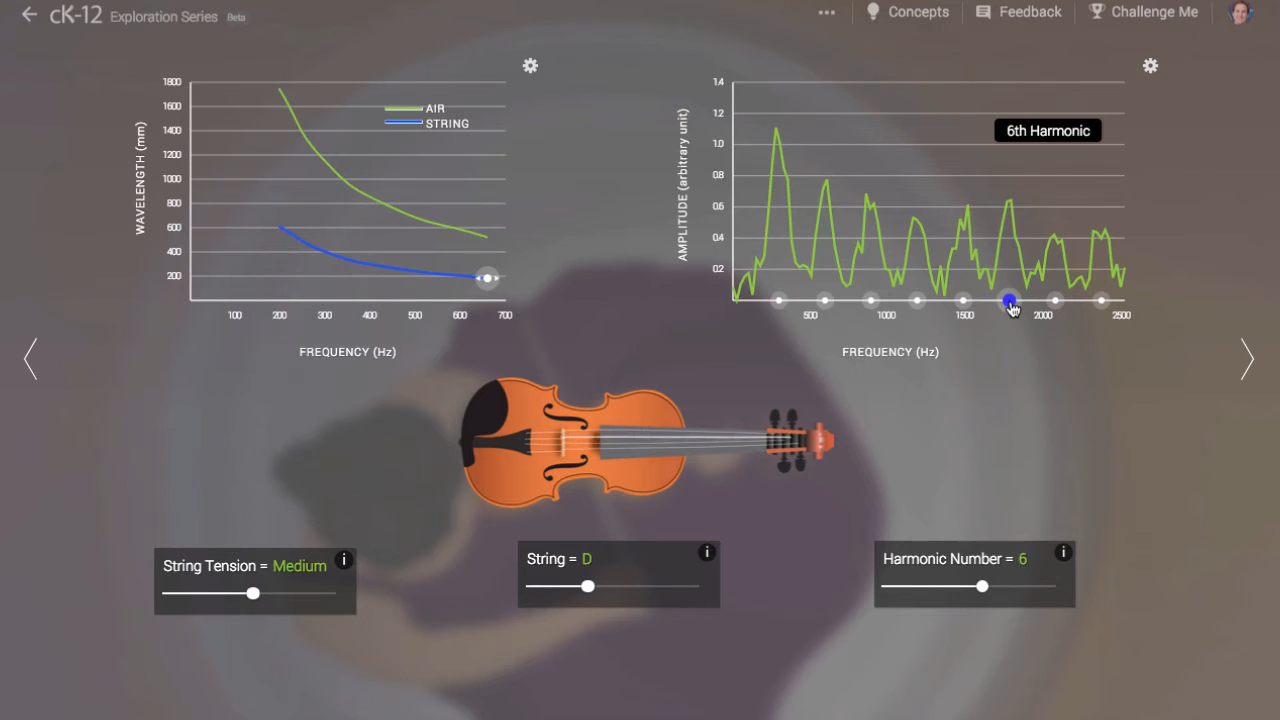 cK-12 Exploration Series Beta
Concepts
Feedback
Challenge Me
1800
1600
1400
1200
1000
800
600
400
200
WAVELENGTH (mm)
AIR
STRING
100 200 300 400 500 600 700
FREQUENCY (Hz)
1.4
1.2
1.0
0.8
0.6
0.4
0.2
AMPLITUDE (arbitrary unit)
6th Harmonic
500 1000 1500 2000 2500
FREQUENCY (Hz)
String Tension = Medium i
String = D i
Harmonic Number = 6 i